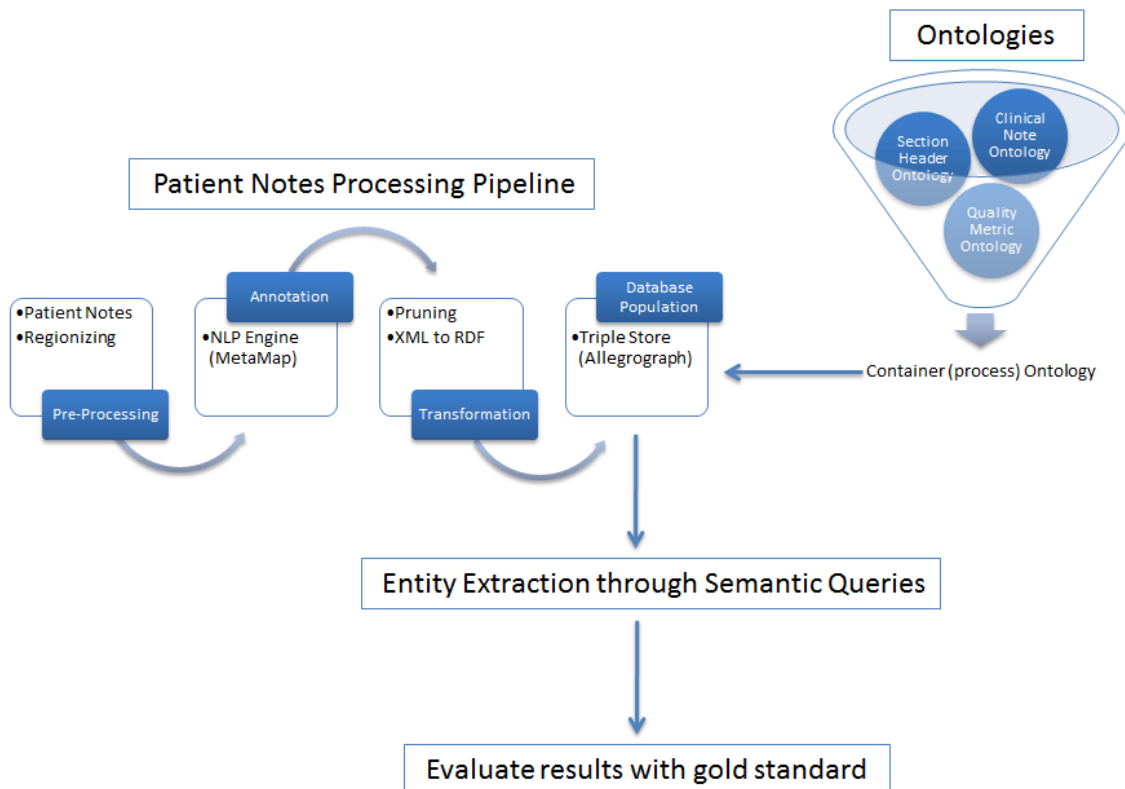 Ontologies
Clinical
Note
Ontology
Section
Header
Ontology
Quality
Metric
Ontology
Container (process) Ontology
Patient Notes Processing Pipeline
•Patient Notes
•Regionizing
Pre-Processing
Annotation
•NLP Engine
(MetaMap)
•Pruning
•XML to RDF
Transformation
Database
Population
•Triple Store
(Allegrograph)
Entity Extraction through Semantic Queries
Evaluate results with gold standard